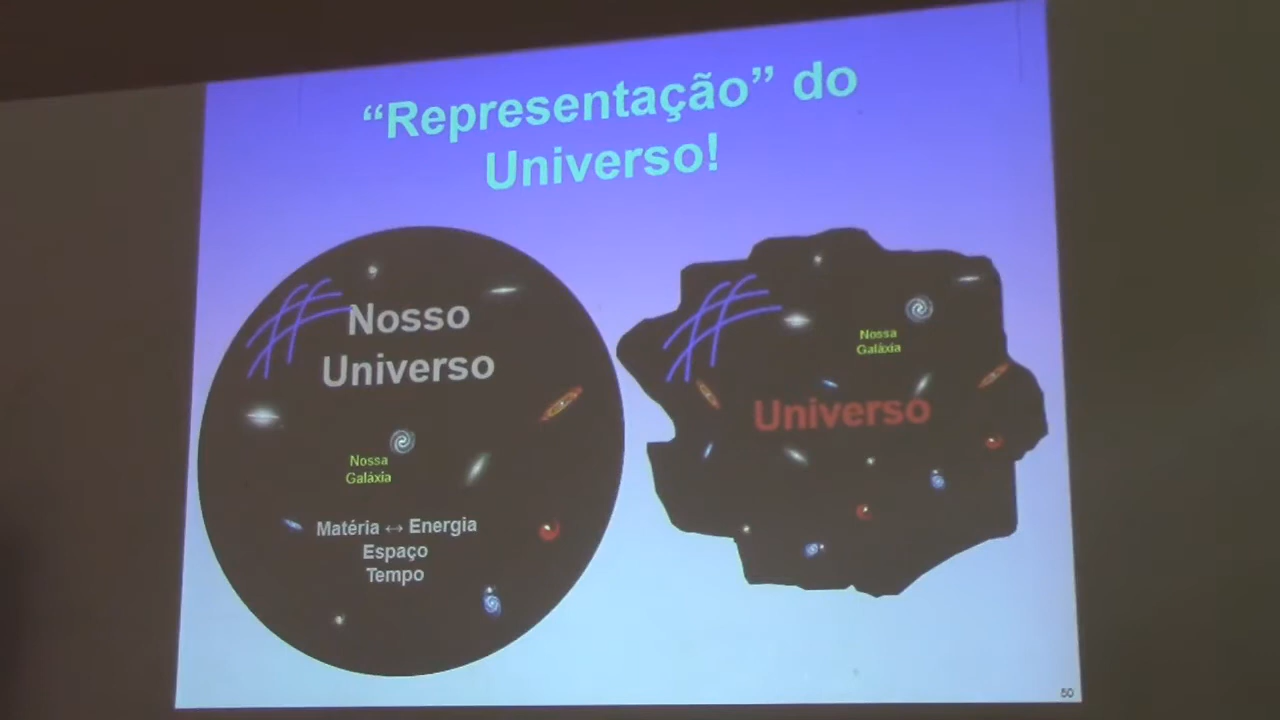 “Representação” do
Universo!
Nosso
Universo
Nossa
Galáxia
Matéria ↔ Energia
Espaço
Tempo
Nossa
Galáxia
Universo
50